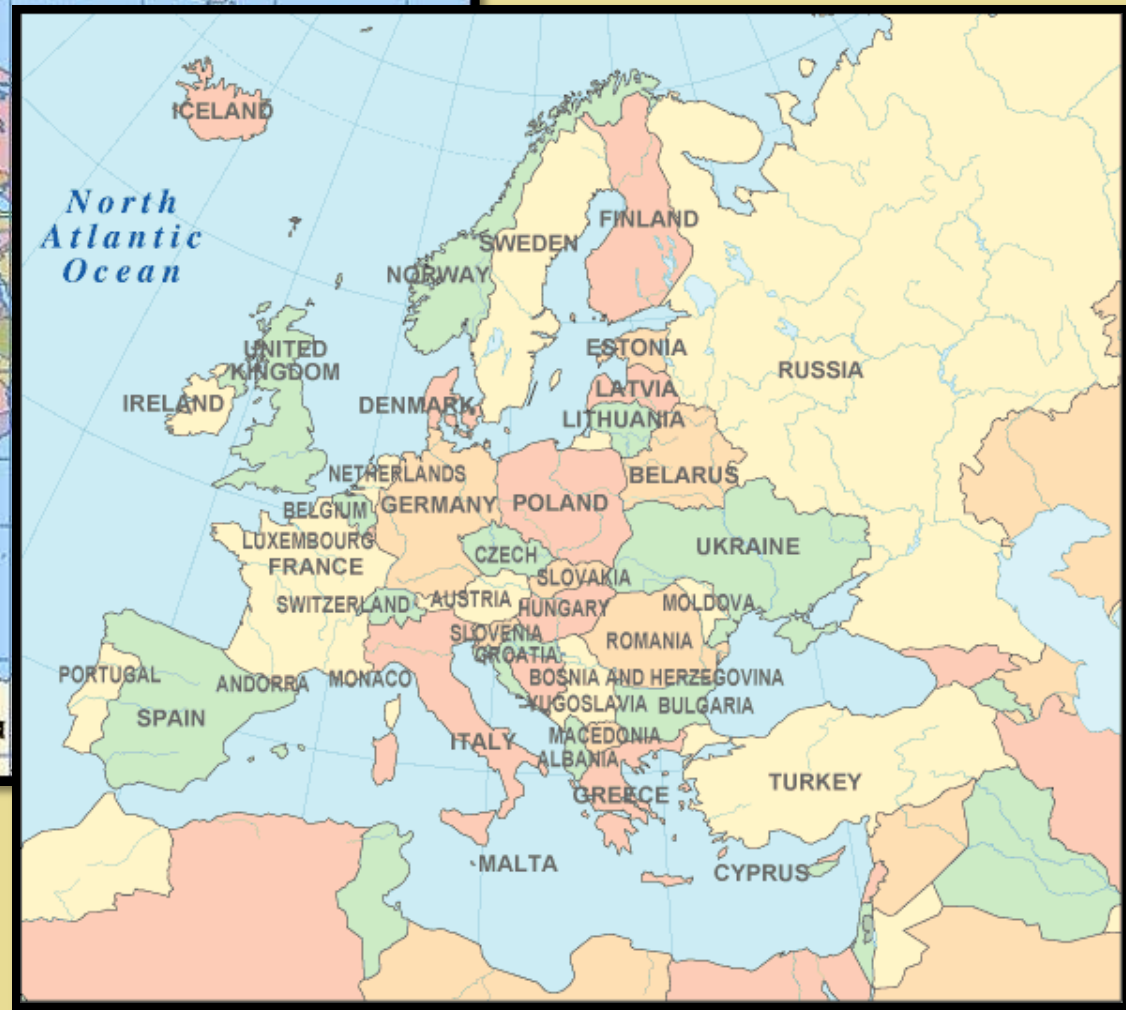 ICELAND
North
Atlantic
Ocean
FINLAND
SWEDEN
NORWAY
UNITED
KINGDOM
ESTONIA
RUSSIA
LATVIA
IRELAND
DENMARK
LITHUANIA
NETHERLANDS
BELARUS
GERMANY
POLAND
BELGIUM
LUXEMBOURG
UKRAINE
CZECH
FRANCE
SLOVAKIA
AUSTRIA
SWITZERLAND
HUNGARY
MOLDOVA
SLOVENIA
ROMANIA
CROATIA
PORTUGAL
ANDORRA
MONACO
BOSNIA AND HERZEGOVINA
YUGOSLAVIA
BULGARIA
SPAIN
MACEDONIA
ITALY
ALBANIA
TURKEY
GREECE
MALTA
CYPRUS